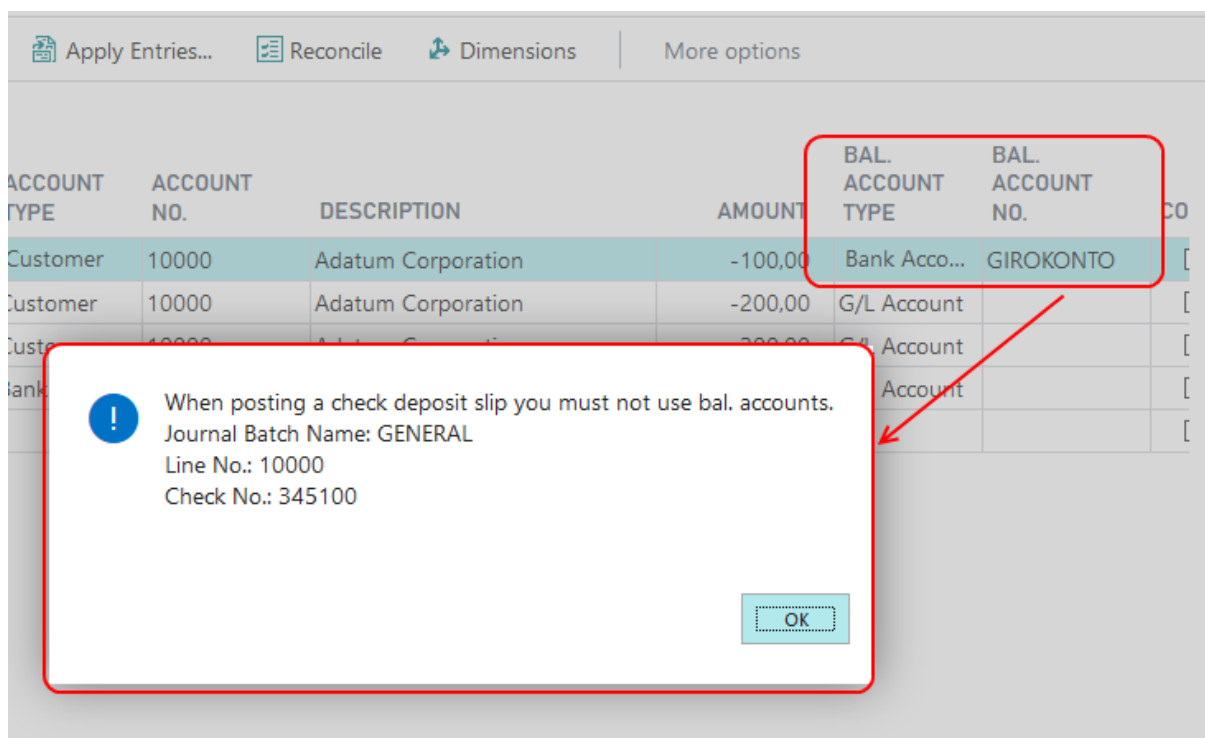 Apply Entries... Reconcile Dimensions More options
ACCOUNT TYPE ACCOUNT NO. DESCRIPTION AMOUNT BAL. ACCOUNT TYPE BAL. ACCOUNT NO. CO
Customer 10000 Adatum Corporation -100,00 Bank Acco... GIROKONTO
Customer 10000 Adatum Corporation -200,00 G/L Account
Account
Bank Account
When posting a check deposit slip you must not use bal. accounts.
Journal Batch Name: GENERAL
Line No.: 10000
Check No.: 345100
OK